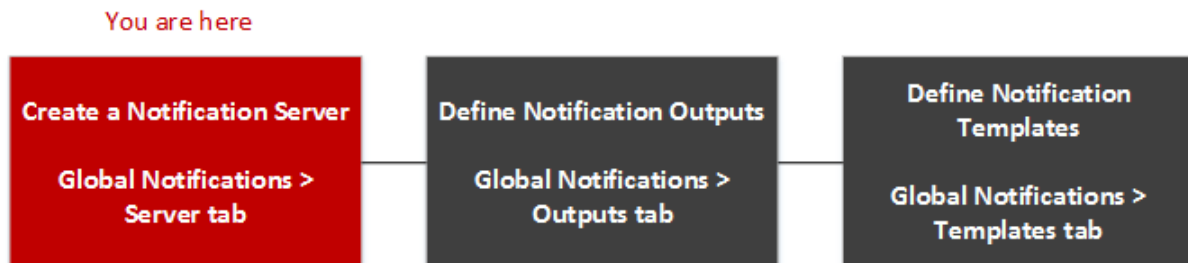 You are here
Create a Notification Server
Global Notifications >
Server tab
Define Notification Outputs
Global Notifications >
Outputs tab
Define Notification
Templates
Global Notifications >
Templates tab